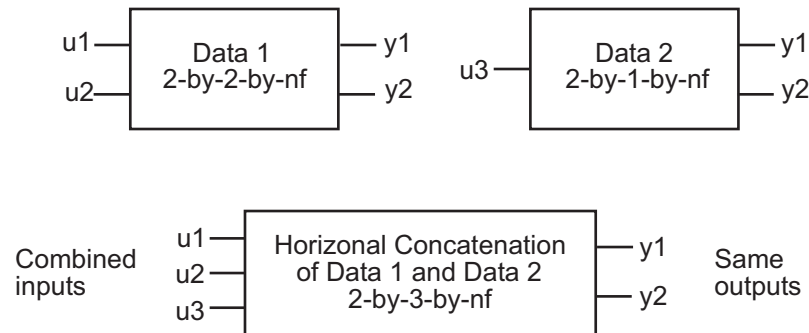 u1
u2
Data 1
2-by-2-by-nf
y1
y2
u3
Data 2
2-by-1-by-nf
y1
y2
Combined
inputs
u1
u2
u3
Horizonal Concatenation
of Data 1 and Data 2
2-by-3-by-nf
y1
y2
Same
outputs